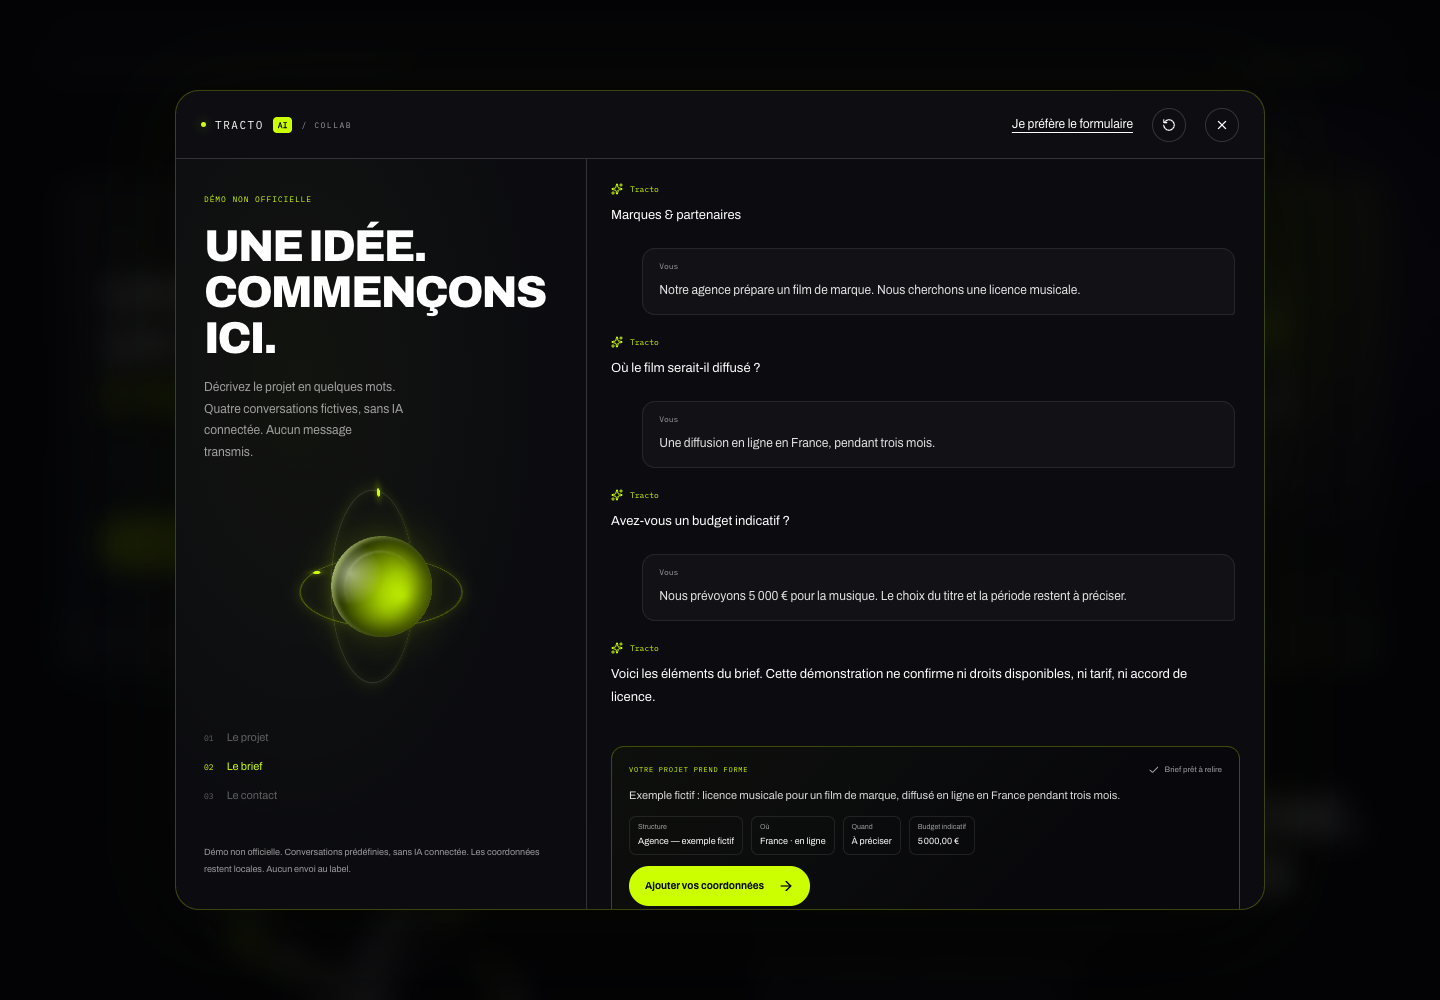 TRACTO AI / COLLAB
Je préfère le formulaire
DÉMO NON OFFICIELLE
UNE IDÉE.
COMMENÇONS
ICI.
Décrivez le projet en quelques mots.
Quatre conversations fictives, sans IA
connectée. Aucun message
transmis.
01 Le projet
02 Le brief
03 Le contact
Démo non officielle. Conversations prédéfinies, sans IA connectée. Les coordonnées
restent locales. Aucun envoi au label.
Tracto
Marques & partenaires
Vous
Notre agence prépare un film de marque. Nous cherchons une licence musicale.
Tracto
Où le film serait-il diffusé ?
Vous
Une diffusion en ligne en France, pendant trois mois.
Tracto
Avez-vous un budget indicatif ?
Vous
Nous prévoyons 5 000 € pour la musique. Le choix du titre et la période restent à préciser.
Tracto
Voici les éléments du brief. Cette démonstration ne confirme ni droits disponibles, ni tarif, ni accord de
licence.
VOTRE PROJET PREND FORME
Brief prêt à relire
Exemple fictif : licence musicale pour un film de marque, diffusé en ligne en France pendant trois mois.
Structure
Agence — exemple fictif
Où
France · en ligne
Quand
À préciser
Budget indicatif
5 000,00 €
Ajouter vos coordonnées